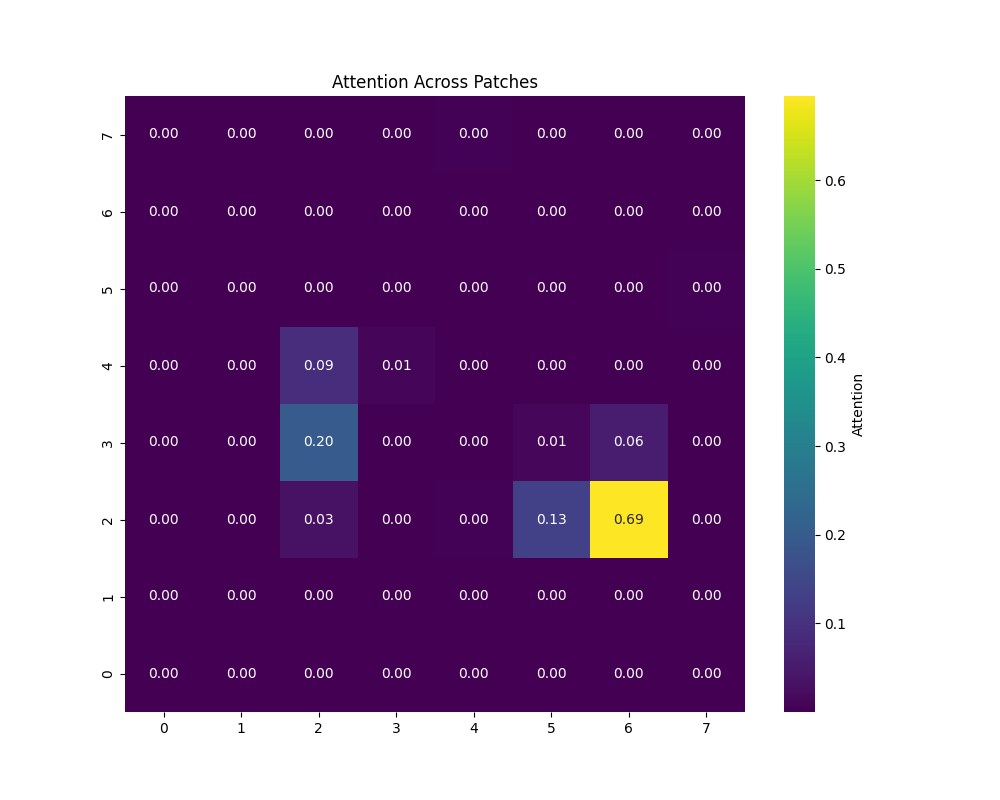 Attention Across Patches
7 0.00 0.00 0.00 0.00 0.00 0.00 0.00 0.00
6 0.00 0.00 0.00 0.00 0.00 0.00 0.00 0.00
5 0.00 0.00 0.00 0.00 0.00 0.00 0.00 0.00
4 0.00 0.00 0.09 0.01 0.00 0.00 0.00 0.00
3 0.00 0.00 0.20 0.00 0.00 0.01 0.06 0.00
2 0.00 0.00 0.03 0.00 0.00 0.13 0.69 0.00
1 0.00 0.00 0.00 0.00 0.00 0.00 0.00 0.00
0 0.00 0.00 0.00 0.00 0.00 0.00 0.00 0.00
0 1 2 3 4 5 6 7
0.6
0.5
0.4
0.3
0.2
0.1
Attention